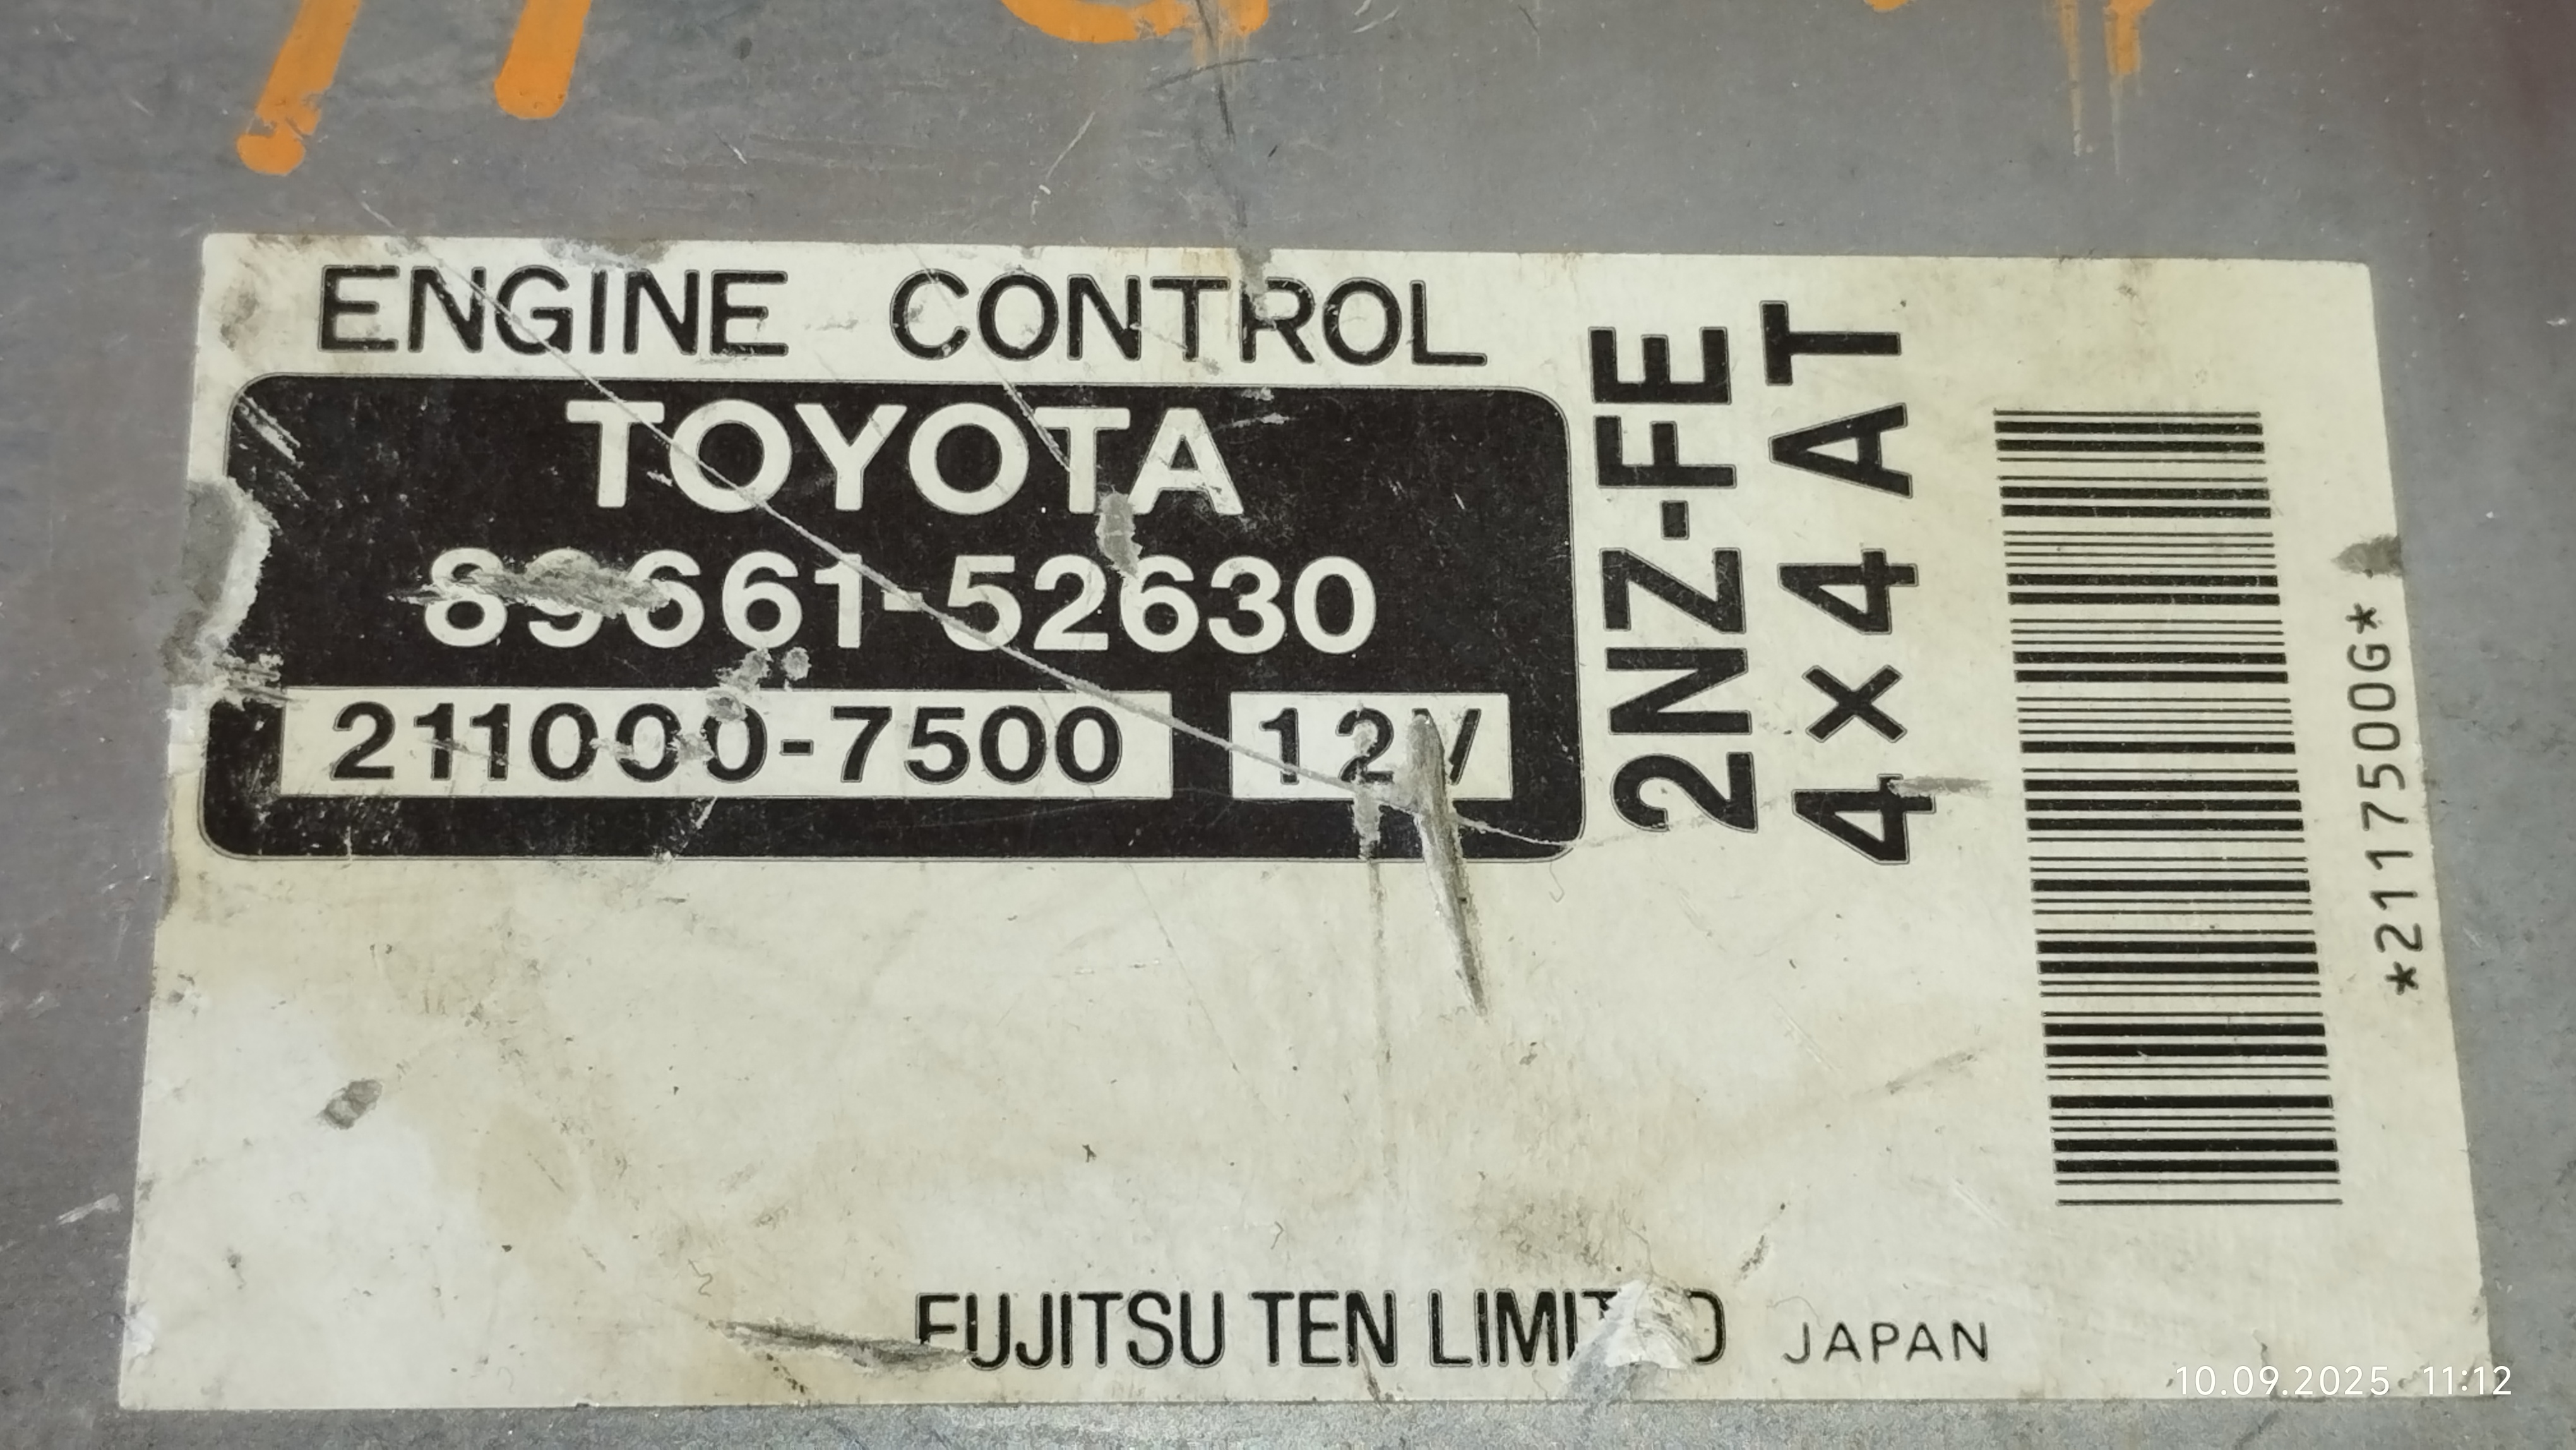 ENGINE CONTROL
TOYOTA
89661-52630
211000-7500 12V
2NZ-FE
4×4 AT
*2117500G*
FUJITSU TEN LIMITED JAPAN
10.09.2025 11:12